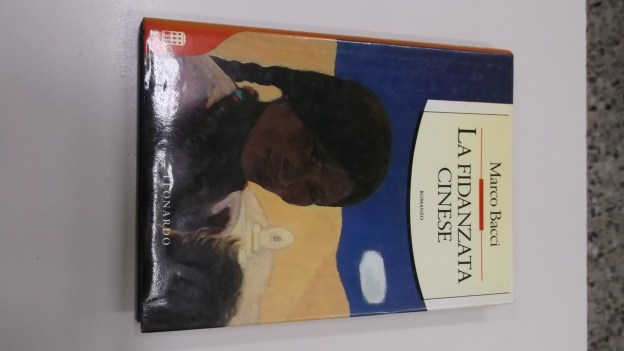 Marco Bacci
LA FIDANZATA
CINESE
ROMANZO
LEONARDO